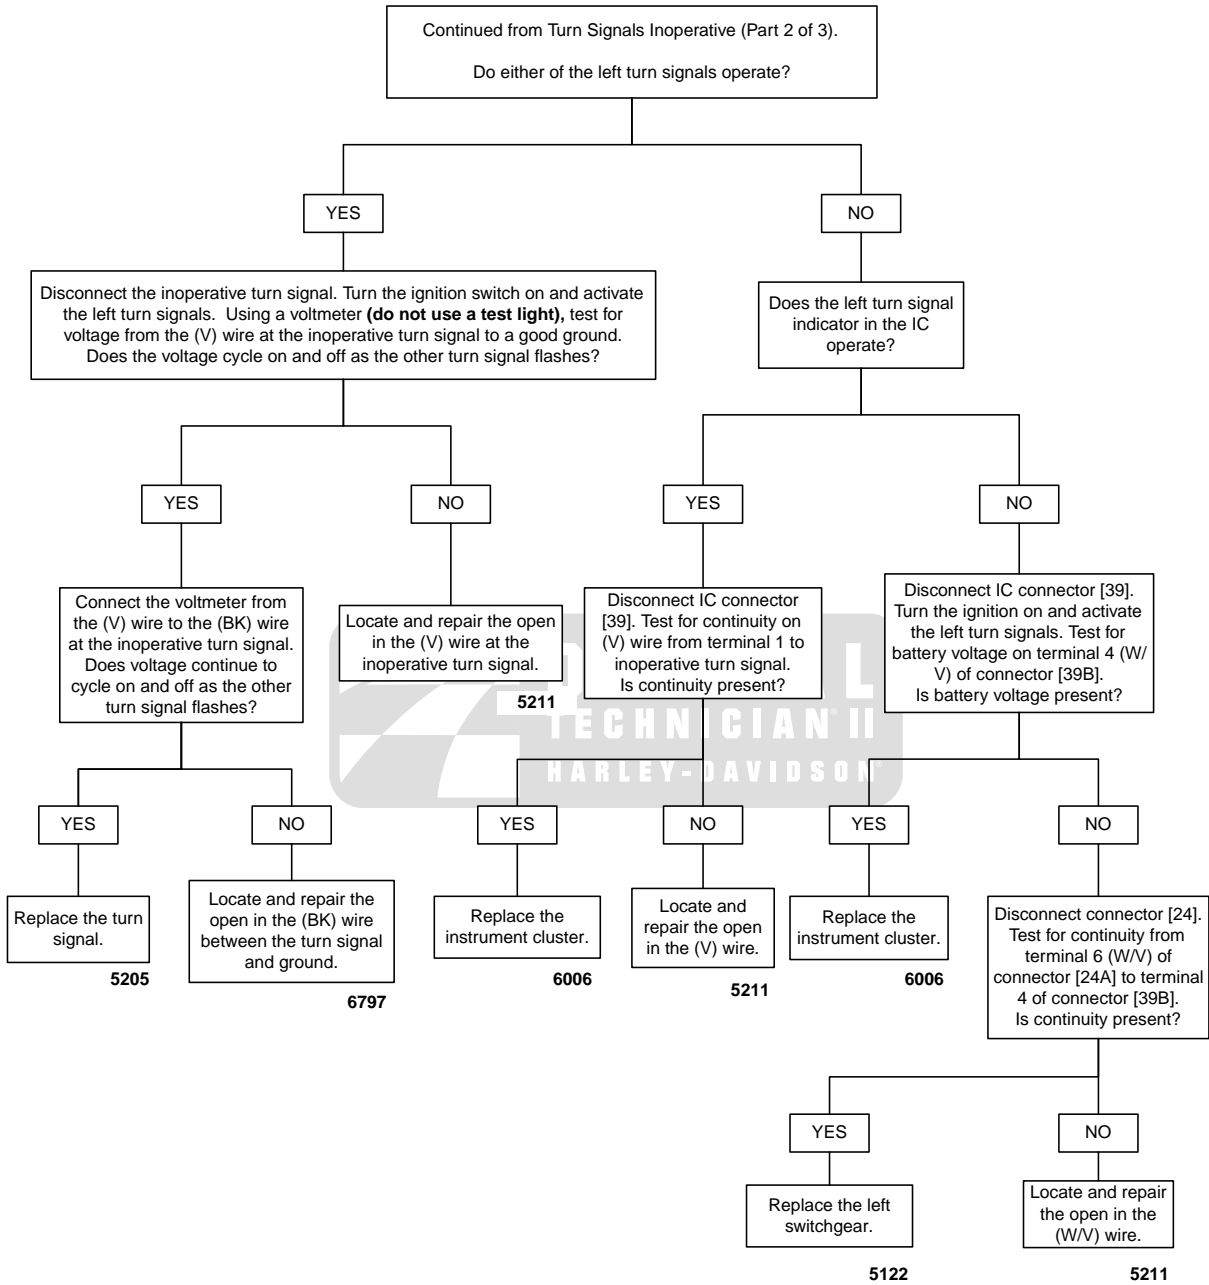 Continued from Turn Signals Inoperative (Part 2 of 3).
Do either of the left turn signals operate?
YES
NO
Disconnect the inoperative turn signal. Turn the ignition switch on and activate
the left turn signals. Using a voltmeter (do not use a test light), test for
voltage from the (V) wire at the inoperative turn signal to a good ground.
Does the voltage cycle on and off as the other turn signal flashes?
Does the left turn signal
indicator in the IC
operate?
YES
NO
YES
NO
Connect the voltmeter from
the (V) wire to the (BK) wire
at the inoperative turn signal.
Does voltage continue to
cycle on and off as the other
turn signal flashes?
Locate and repair the open
in the (V) wire at the
inoperative turn signal.
5211
Disconnect IC connector
[39]. Test for continuity on
(V) wire from terminal 1 to
inoperative turn signal.
Is continuity present?
Disconnect IC connector [39].
Turn the ignition on and activate
the left turn signals. Test for
battery voltage on terminal 4 (W/
V) of connector [39B].
Is battery voltage present?
TECHNICIAN II
HARLEY-DAVIDSON
YES
NO
YES
NO
YES
NO
Replace the turn
signal.
5205
Locate and repair the
open in the (BK) wire
between the turn signal
and ground.
6797
Replace the
instrument cluster.
6006
Locate and
repair the open
in the (V) wire.
5211
Replace the
instrument cluster.
6006
Disconnect connector [24].
Test for continuity from
terminal 6 (W/V) of
connector [24A] to terminal
4 of connector [39B].
Is continuity present?
YES
NO
Replace the left
switchgear.
5122
Locate and repair
the open in the
(W/V) wire.
5211